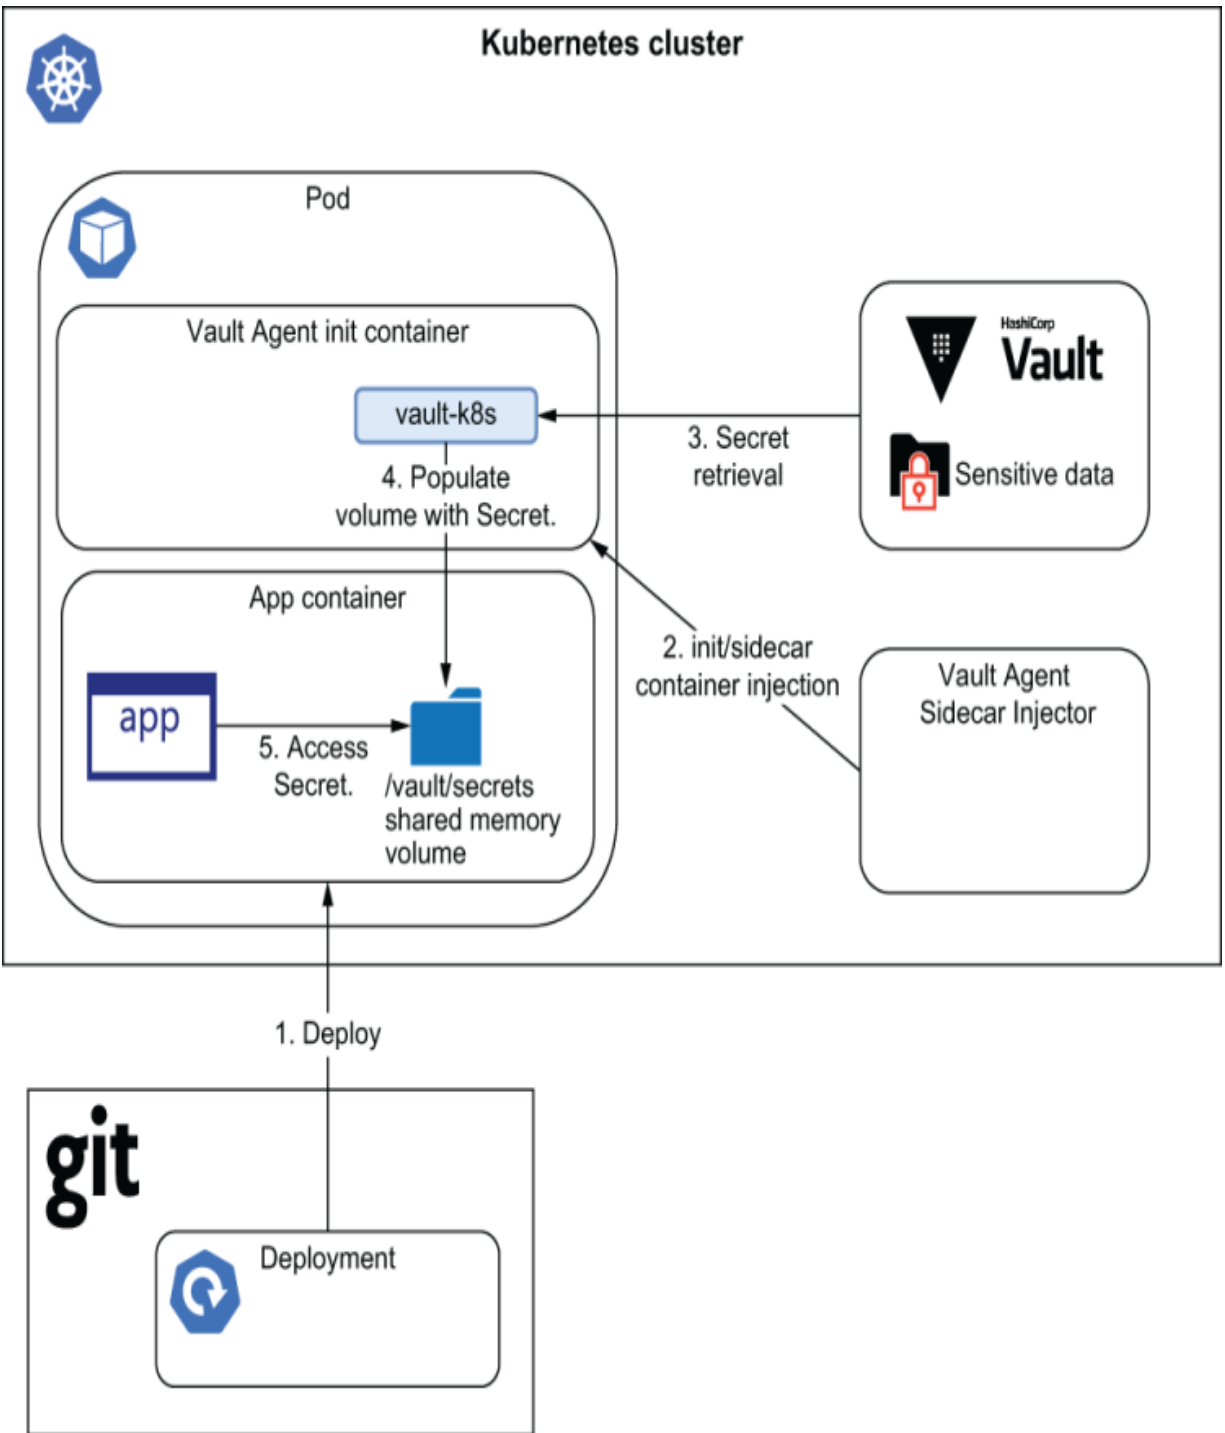 Kubernetes cluster
Pod
Vault Agent init container
vault-k8s
4. Populate
volume with Secret.
3. Secret
retrieval
HashiCorp
Vault
Sensitive data
App container
app
5. Access
Secret.
/vault/secrets
shared memory
volume
2. init/sidecar
container injection
Vault Agent
Sidecar Injector
1. Deploy
git
Deployment